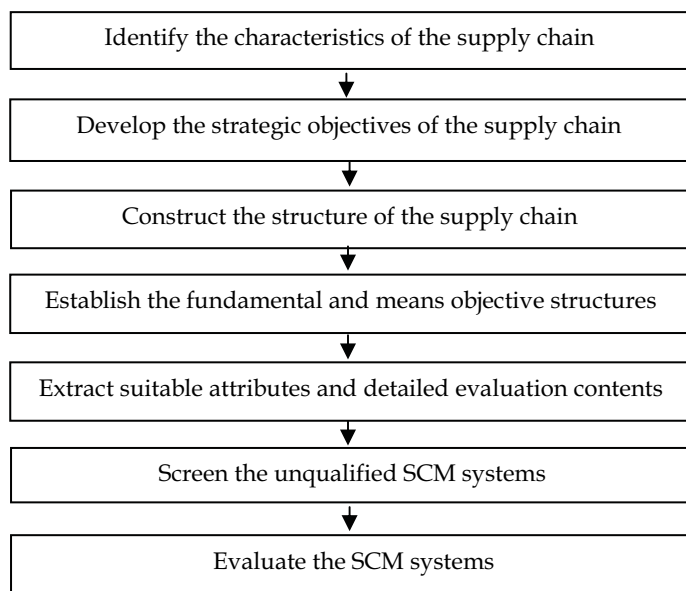 Identify the characteristics of the supply chain
Develop the strategic objectives of the supply chain
Construct the structure of the supply chain
Establish the fundamental and means objective structures
Extract suitable attributes and detailed evaluation contents
Screen the unqualified SCM systems
Evaluate the SCM systems